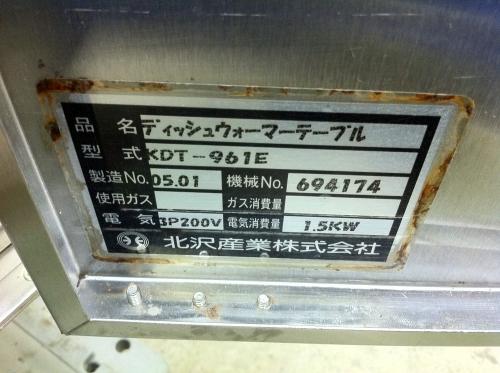 品名 ディッシュウォーマーテーブル
型式 KDT-961E
製造No. 05.01 機械No. 694174
使用ガス ガス消費量
電気 3P200V 電気消費量 1.5KW
北沢産業株式会社